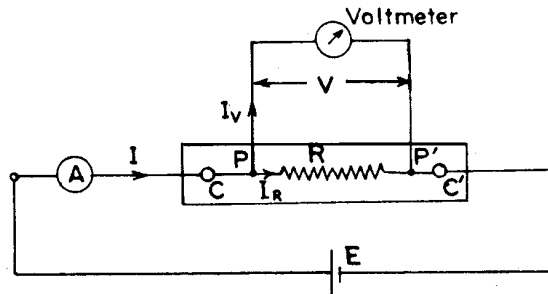 Voltmeter
V
I_V
I P R P'
A
C I_R C'
E